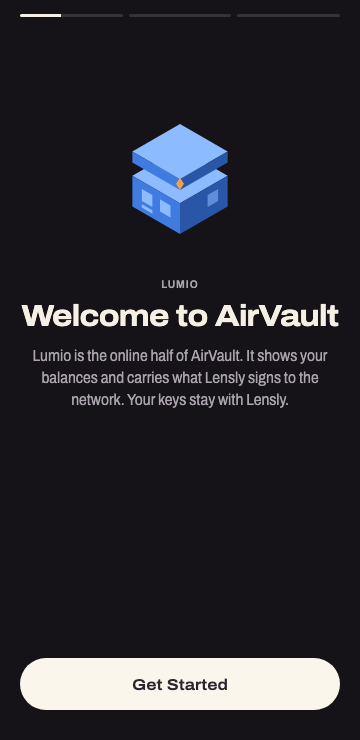 LUMIO
Welcome to AirVault
Lumio is the online half of AirVault. It shows your
balances and carries what Lensly signs to the
network. Your keys stay with Lensly.
Get Started